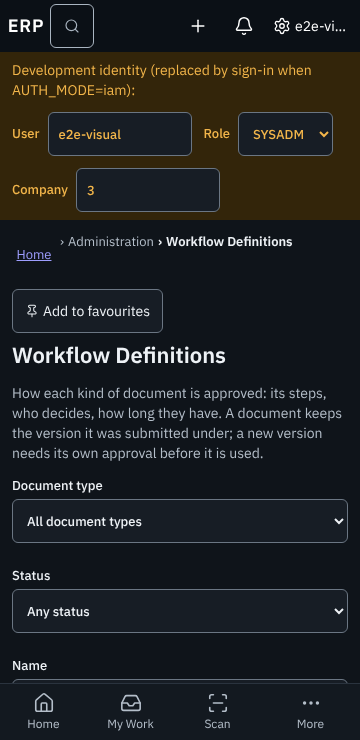 ERP
e2e-vi...
Development identity (replaced by sign-in when
AUTH_MODE=iam):
User e2e-visual Role SYSADM
Company 3
Home › Administration › Workflow Definitions
Add to favourites
Workflow Definitions
How each kind of document is approved: its steps,
who decides, how long they have. A document keeps
the version it was submitted under; a new version
needs its own approval before it is used.
Document type
All document types
Status
Any status
Name
Home My Work Scan More